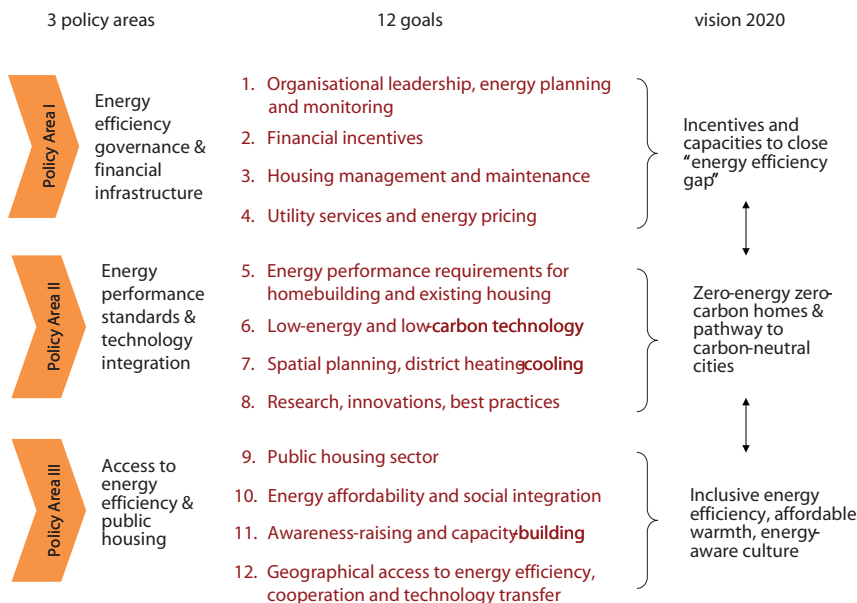 3 policy areas
12 goals
vision 2020
Policy Area I
Energy
efficiency
governance &
financial
infrastructure
1. Organisational leadership, energy planning
and monitoring
2. Financial incentives
3. Housing management and maintenance
4. Utility services and energy pricing
Incentives and
capacities to close
"energy efficiency
gap"
Policy Area II
Energy
performance
standards &
technology
integration
5. Energy performance requirements for
homebuilding and existing housing
6. Low-energy and low-carbon technology
7. Spatial planning, district heating-cooling
8. Research, innovations, best practices
Zero-energy zero-
carbon homes &
pathway to
carbon-neutral
cities
Policy Area III
Access to
energy
efficiency &
public
housing
9. Public housing sector
10. Energy affordability and social integration
11. Awareness-raising and capacity-building
12. Geographical access to energy efficiency,
cooperation and technology transfer
Inclusive energy
efficiency, affordable
warmth, energy-
aware culture